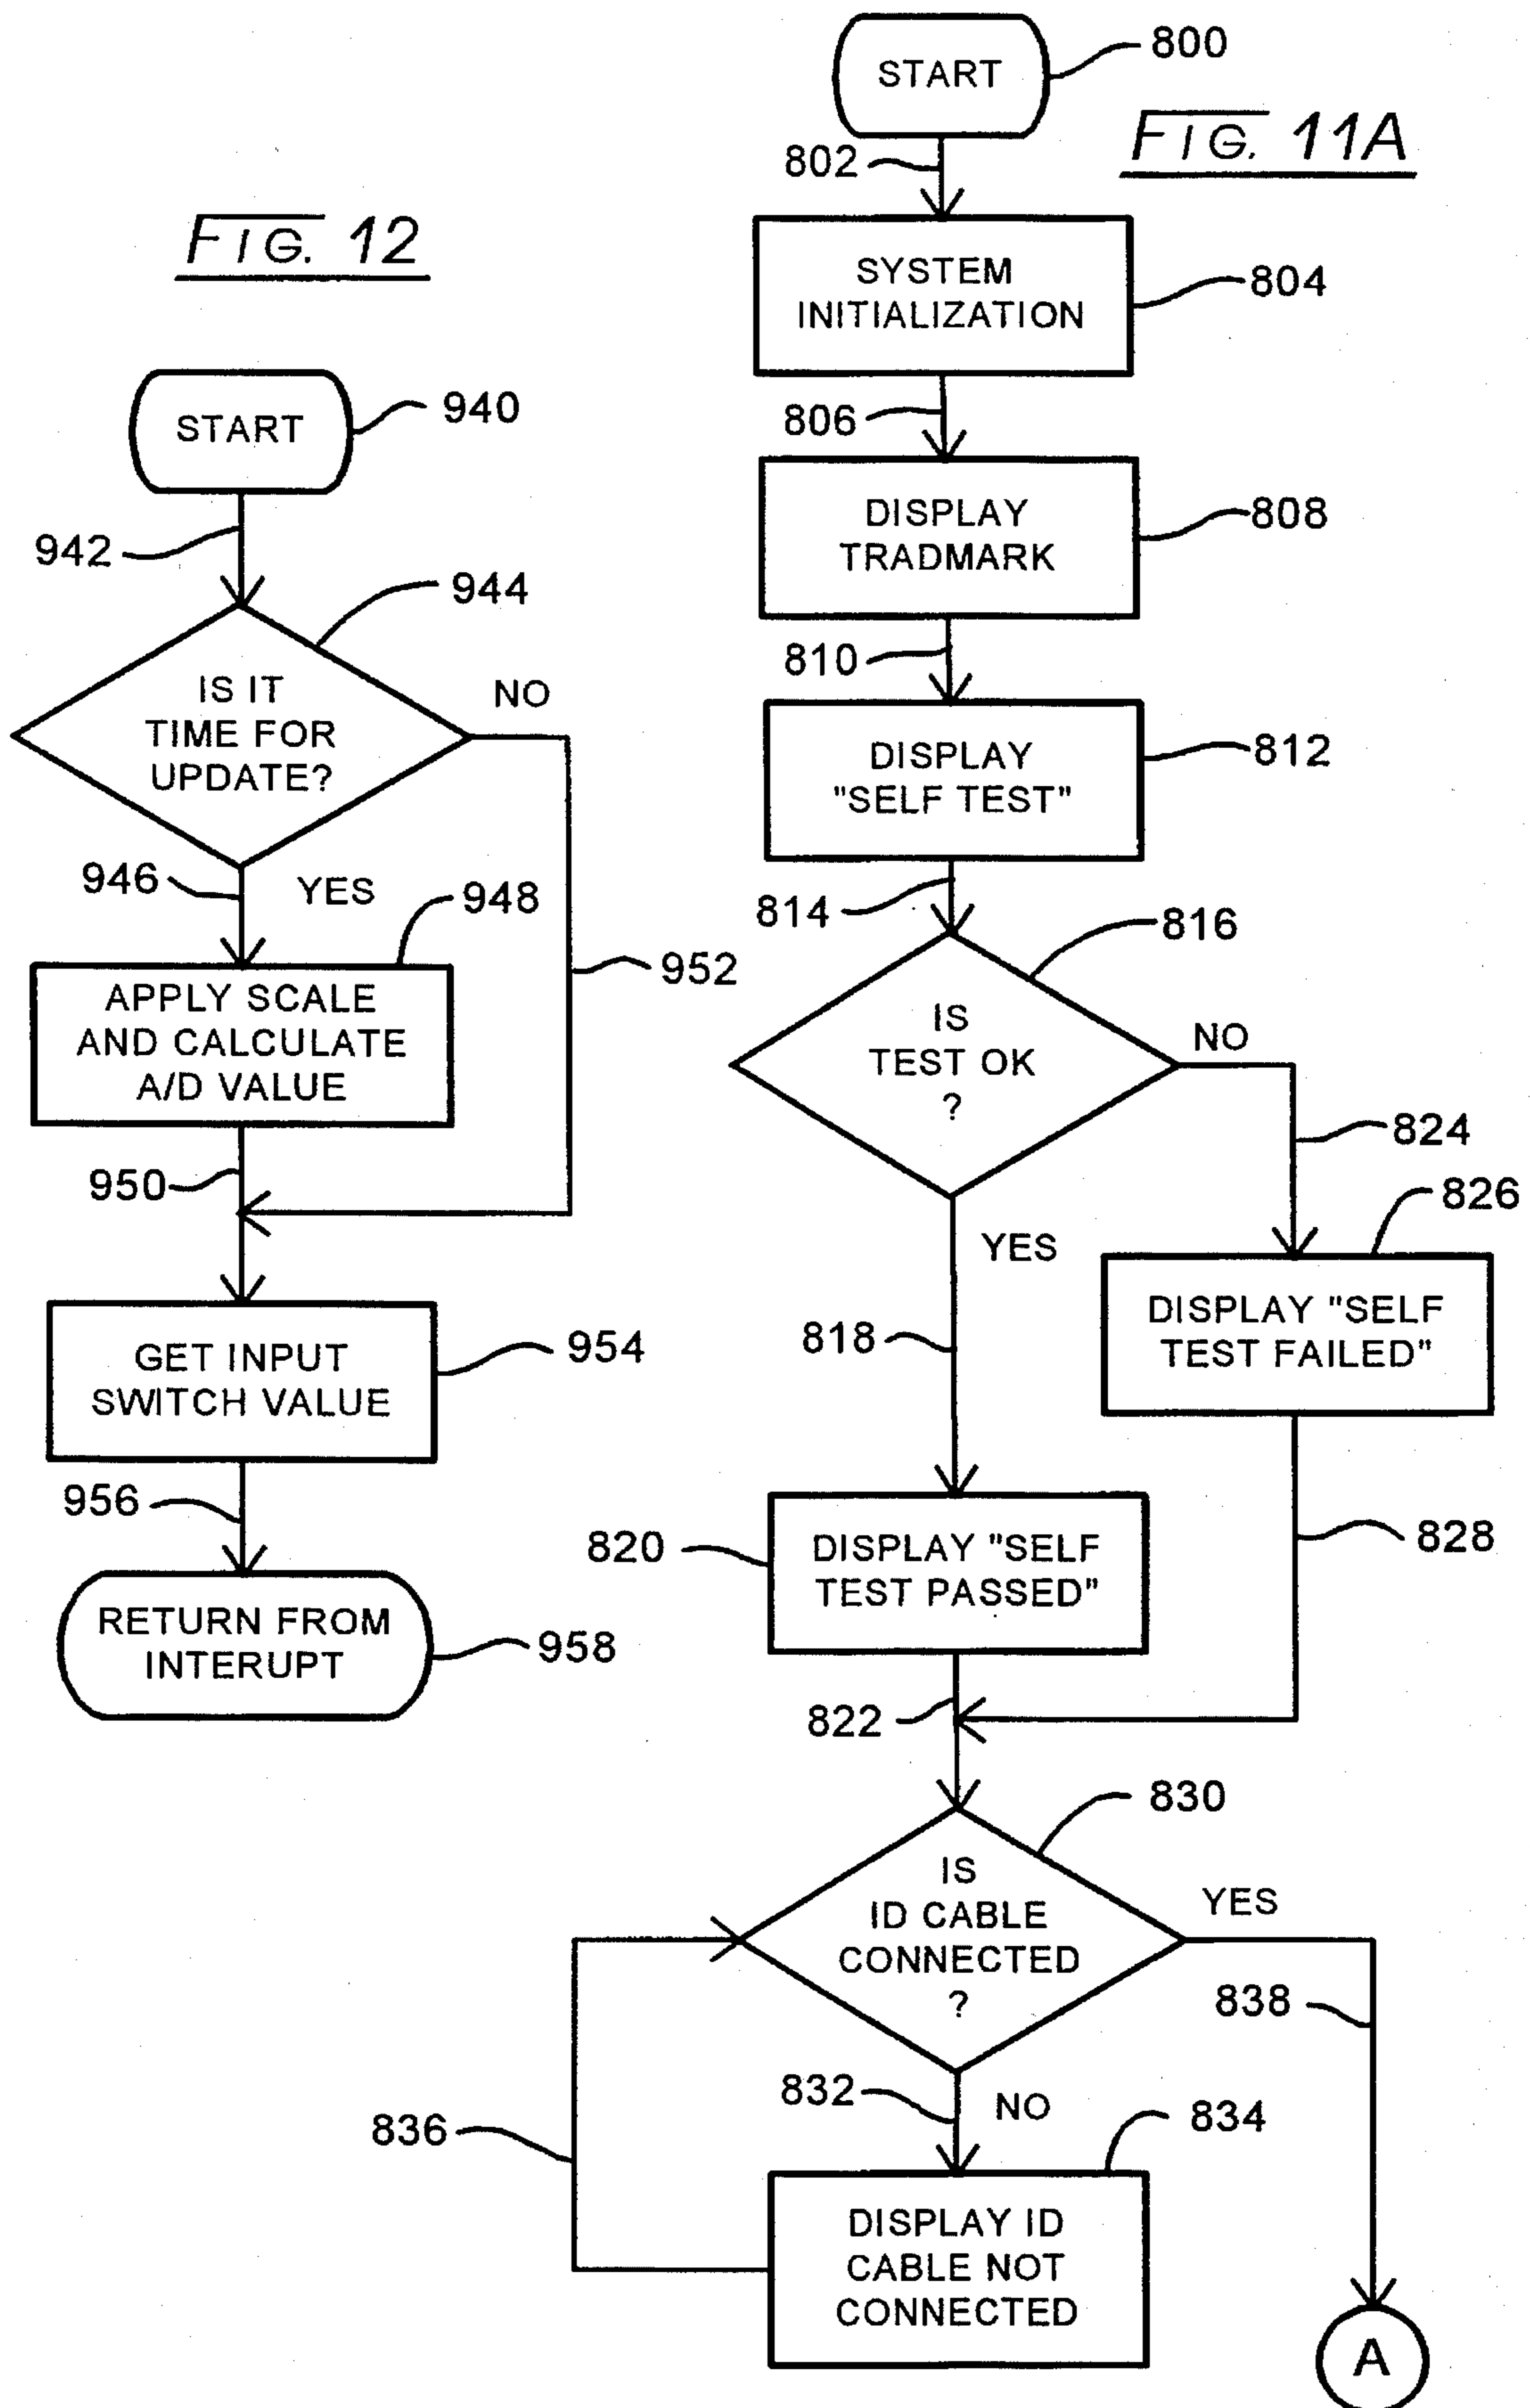 FIG. 12
START
940
942
944
IS IT
TIME FOR
UPDATE?
NO
946
YES
948
952
APPLY SCALE
AND CALCULATE
A/D VALUE
950
GET INPUT
SWITCH VALUE
954
956
RETURN FROM
INTERUPT
958
START
800
FIG. 11A
802
SYSTEM
INITIALIZATION
804
806
DISPLAY
TRADMARK
808
810
DISPLAY
"SELF TEST"
812
814
816
IS
TEST OK
?
NO
824
826
YES
DISPLAY "SELF
TEST FAILED"
818
828
820
DISPLAY "SELF
TEST PASSED"
822
830
IS
ID CABLE
CONNECTED
?
YES
838
832
NO
834
836
DISPLAY ID
CABLE NOT
CONNECTED
A